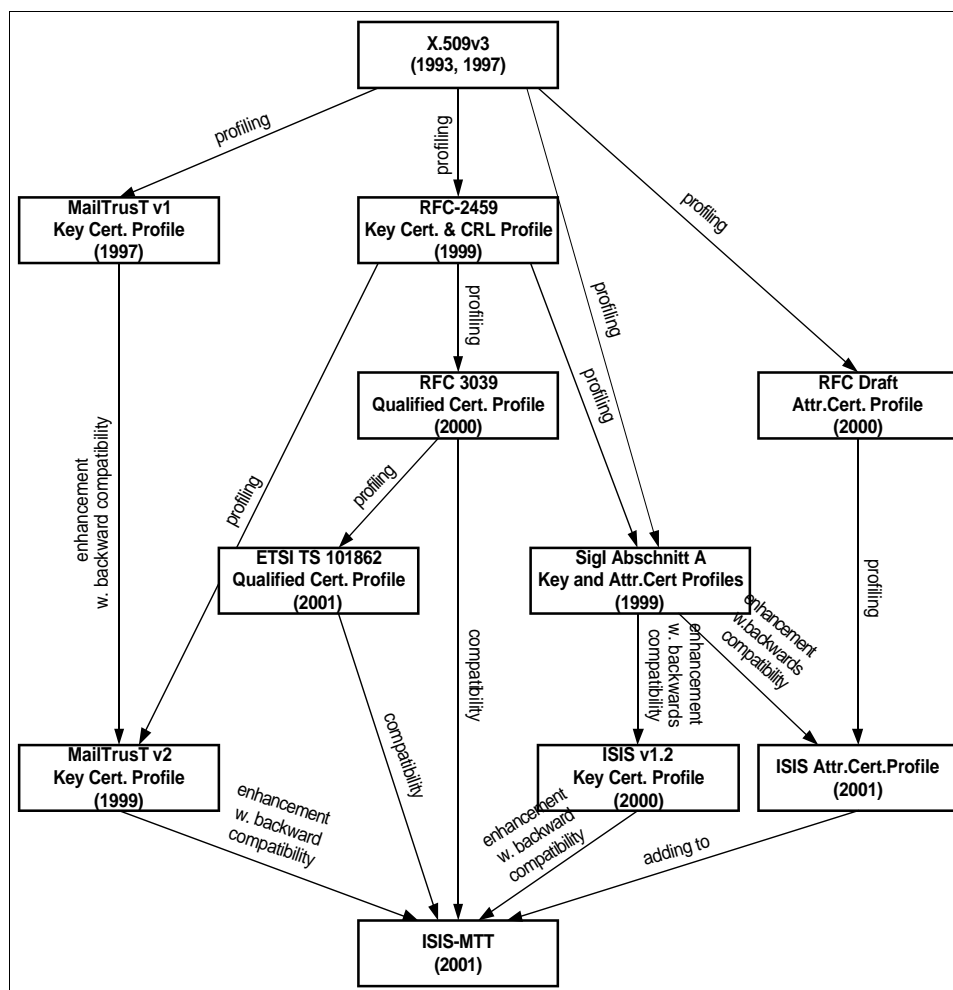 X.509v3
(1993, 1997)
profiling
profiling
profiling
profiling
MailTrusT v1
Key Cert. Profile
(1997)
RFC-2459
Key Cert. & CRL Profile
(1999)
profiling
profiling
profiling
RFC 3039
Qualified Cert. Profile
(2000)
RFC Draft
Attr.Cert. Profile
(2000)
enhancement
w. backward compatibility
profiling
profiling
ETSI TS 101862
Qualified Cert. Profile
(2001)
SigI Abschnitt A
Key and Attr.Cert Profiles
(1999)
profiling
compatibility
compatibility
enhancement
w. backwards
compatibility
enhancement
w.backwards
compatibility
MailTrusT v2
Key Cert. Profile
(1999)
ISIS v1.2
Key Cert. Profile
(2000)
ISIS Attr.Cert.Profile
(2001)
enhancement
w. backward
compatibility
enhancement
w. backward
compatibility
adding to
ISIS-MTT
(2001)